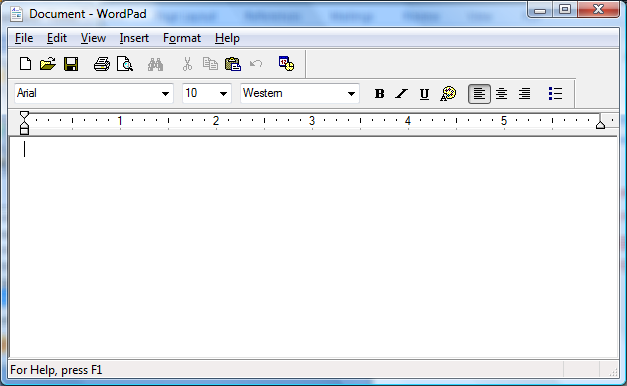 Document - WordPad
File Edit View Insert Format Help
Arial 10 Western B I U
1 2 3 4 5
For Help, press F1